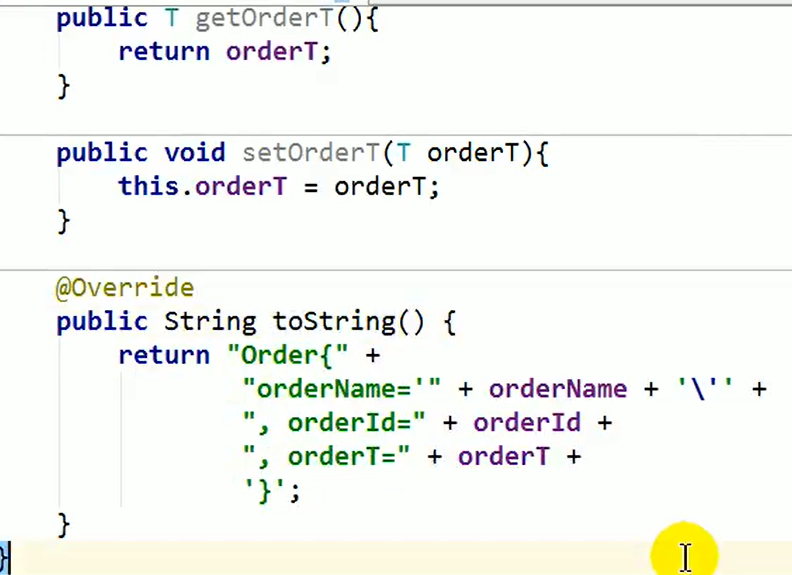 public T getOrderT(){
return orderT;
}
public void setOrderT(T orderT){
this.orderT = orderT;
}
@Override
public String toString() {
return "Order{" +
"orderName='" + orderName + '\'' +
", orderId=" + orderId +
", orderT=" + orderT +
'}';
}
}